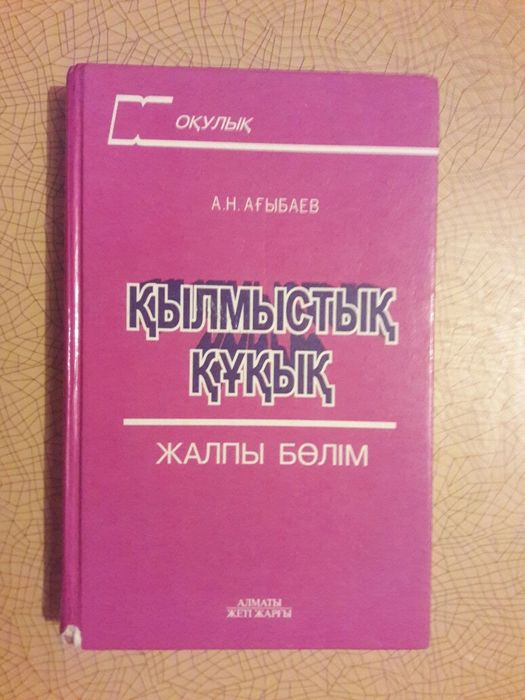 ОҚУЛЫҚ
А.Н. АҒЫБАЕВ
ҚЫЛМЫСТЫҚ
ҚҰҚЫҚ
ЖАЛПЫ БӨЛІМ
АЛМАТЫ
ЖЕТІ ЖАРҒЫ